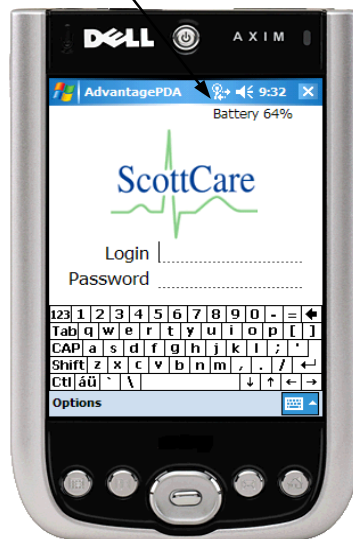 DELL AXIM
AdvantagePDA 9:32
Battery 64%
ScottCare
Login
Password
123 1 2 3 4 5 6 7 8 9 0 - =
Tab q w e r t y u i o p [ ]
CAP a s d f g h j k l ; '
Shift z x c v b n m , . / ↵
Ctl áü ` \ ↓ ↑ ← →
Options